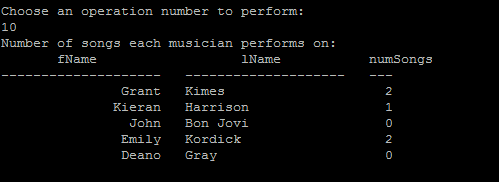 Choose an operation number to perform:
10
Number of songs each musician performs on:
fName lName numSongs
-------------------- -------------------- ---
Grant Kimes 2
Kieran Harrison 1
John Bon Jovi 0
Emily Kordick 2
Deano Gray 0